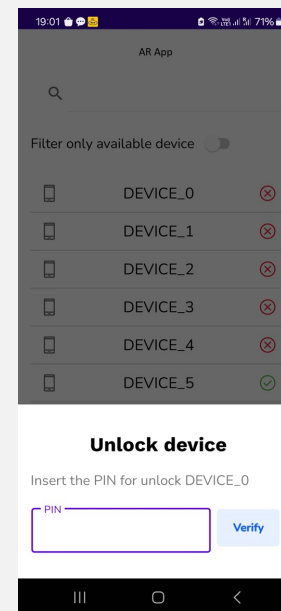 19:01 71%
AR App
Filter only available device
DEVICE_0
DEVICE_1
DEVICE_2
DEVICE_3
DEVICE_4
DEVICE_5
Unlock device
Insert the PIN for unlock DEVICE_0
PIN
Verify